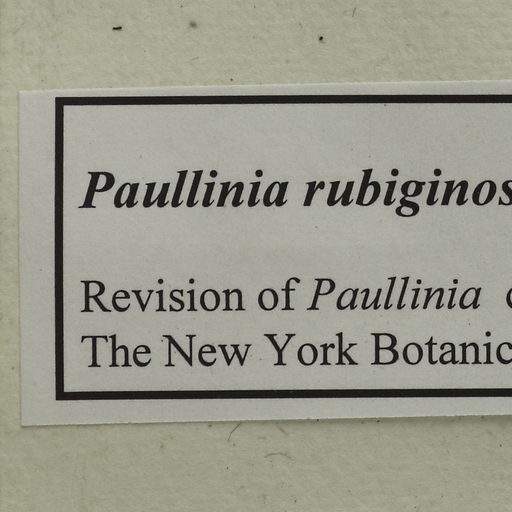 Paullinia rubiginos
Revision of Paullinia
The New York Botanic